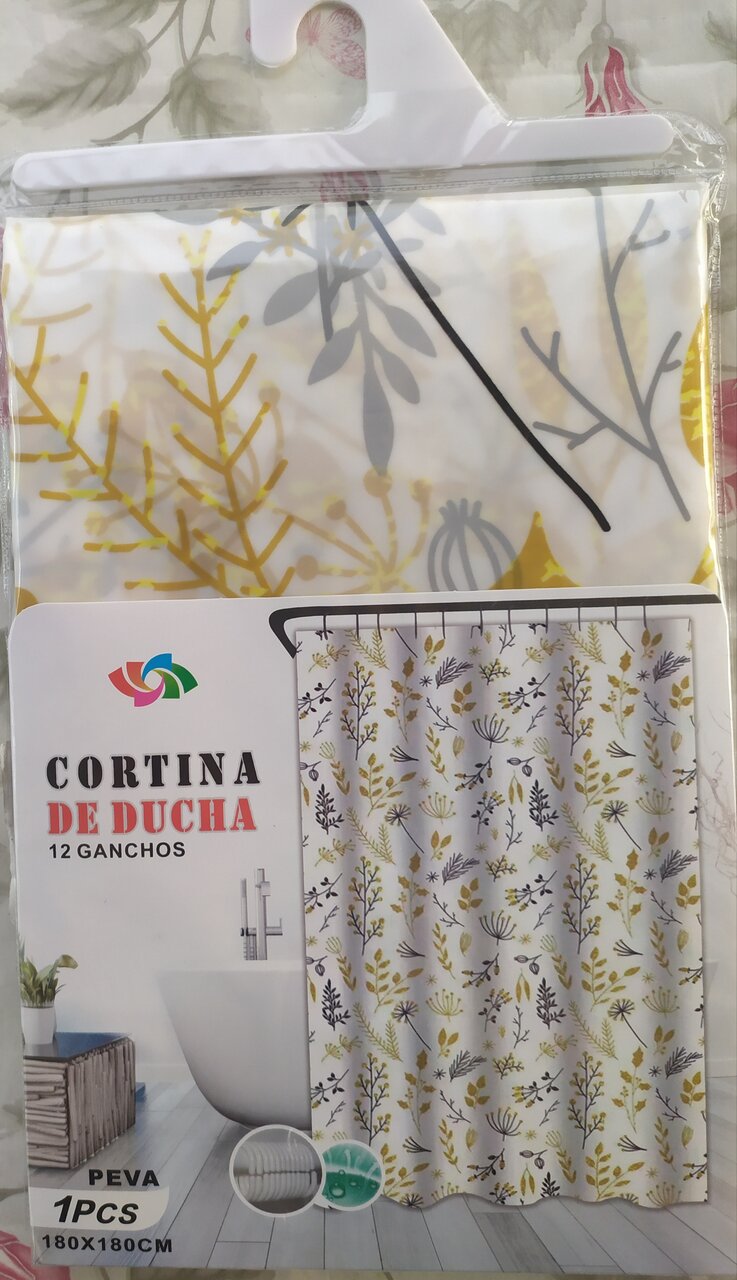 CORTINA
DE DUCHA
12 GANCHOS
PEVA
1PCS
180X180CM